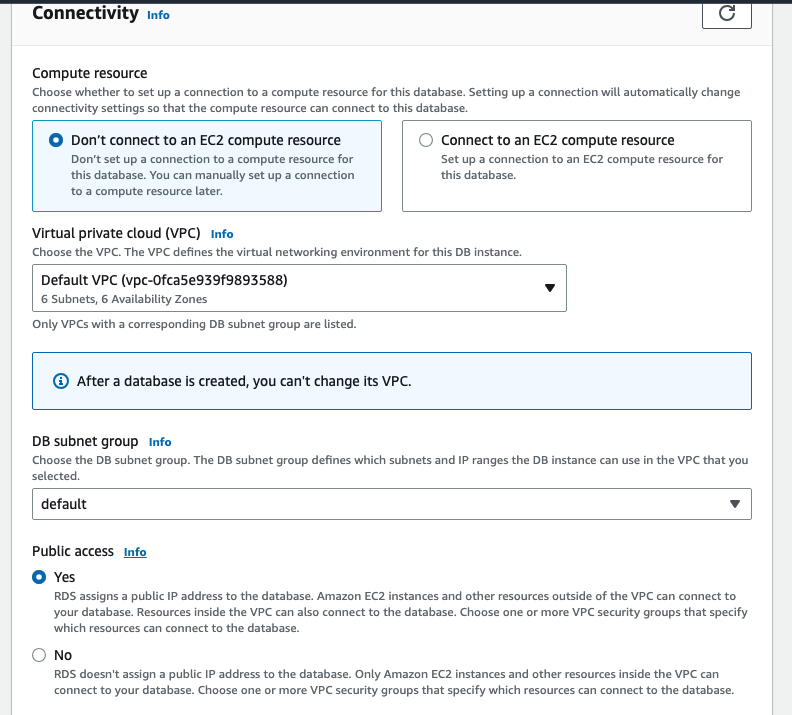 Connectivity Info
Compute resource
Choose whether to set up a connection to a compute resource for this database. Setting up a connection will automatically change
connectivity settings so that the compute resource can connect to this database.
Don’t connect to an EC2 compute resource
Don’t set up a connection to a compute resource for
this database. You can manually set up a connection
to a compute resource later.
Connect to an EC2 compute resource
Set up a connection to an EC2 compute resource for
this database.
Virtual private cloud (VPC) Info
Choose the VPC. The VPC defines the virtual networking environment for this DB instance.
Default VPC (vpc-0fca5e939f9893588)
6 Subnets, 6 Availability Zones
Only VPCs with a corresponding DB subnet group are listed.
After a database is created, you can't change its VPC.
DB subnet group Info
Choose the DB subnet group. The DB subnet group defines which subnets and IP ranges the DB instance can use in the VPC that you
selected.
default
Public access Info
Yes
RDS assigns a public IP address to the database. Amazon EC2 instances and other resources outside of the VPC can connect to
your database. Resources inside the VPC can also connect to the database. Choose one or more VPC security groups that specify
which resources can connect to the database.
No
RDS doesn't assign a public IP address to the database. Only Amazon EC2 instances and other resources inside the VPC can
connect to your database. Choose one or more VPC security groups that specify which resources can connect to the database.